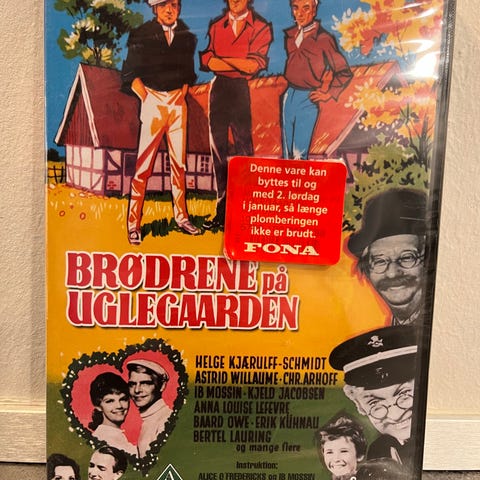 Denne vare kan
byttes til og
med 2. lørdag
i januar, så længe
plomberingen
ikke er brudt.
FONA
BRØDRENE på
UGLEGAARDEN
HELGE KJÆRULFF-SCHMIDT
ASTRID WILLAUME · CHR. ARHOFF
IB MOSSIN · KJELD JACOBSEN
ANNA LOUISE LEFEVRE
BAARD OWE · ERIK KÜHNAU
BERTEL LAURING
og mange flere
Instruktion:
ALICE O FREDERICKS og IB MOSSIN
A